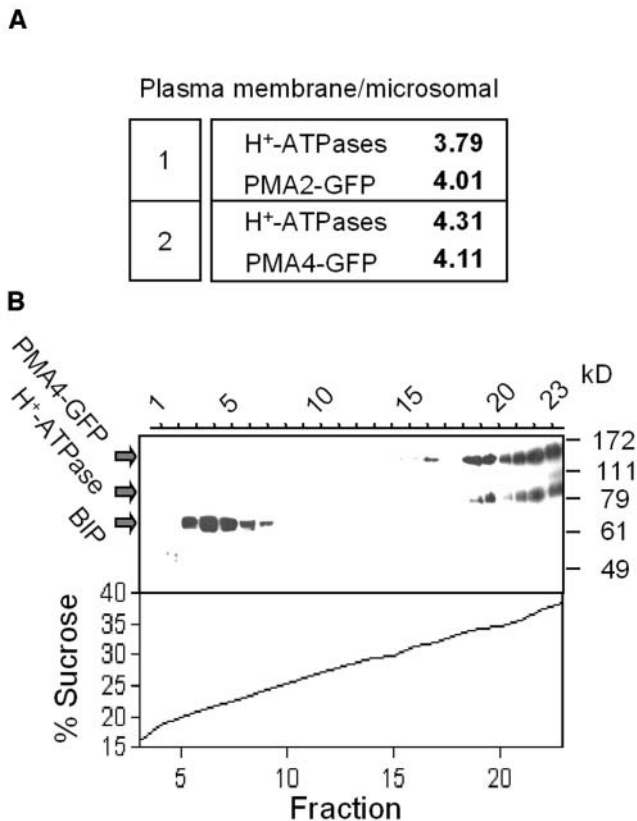 A
Plasma membrane/microsomal
1
H⁺-ATPases 3.79
PMA2-GFP 4.01
2
H⁺-ATPases 4.31
PMA4-GFP 4.11
B
PMA4-GFP
H⁺-ATPase
BIP
1 5 10 15 20 23 kD
172
111
79
61
49
% Sucrose
40
35
30
25
20
15
5 10 15 20
Fraction